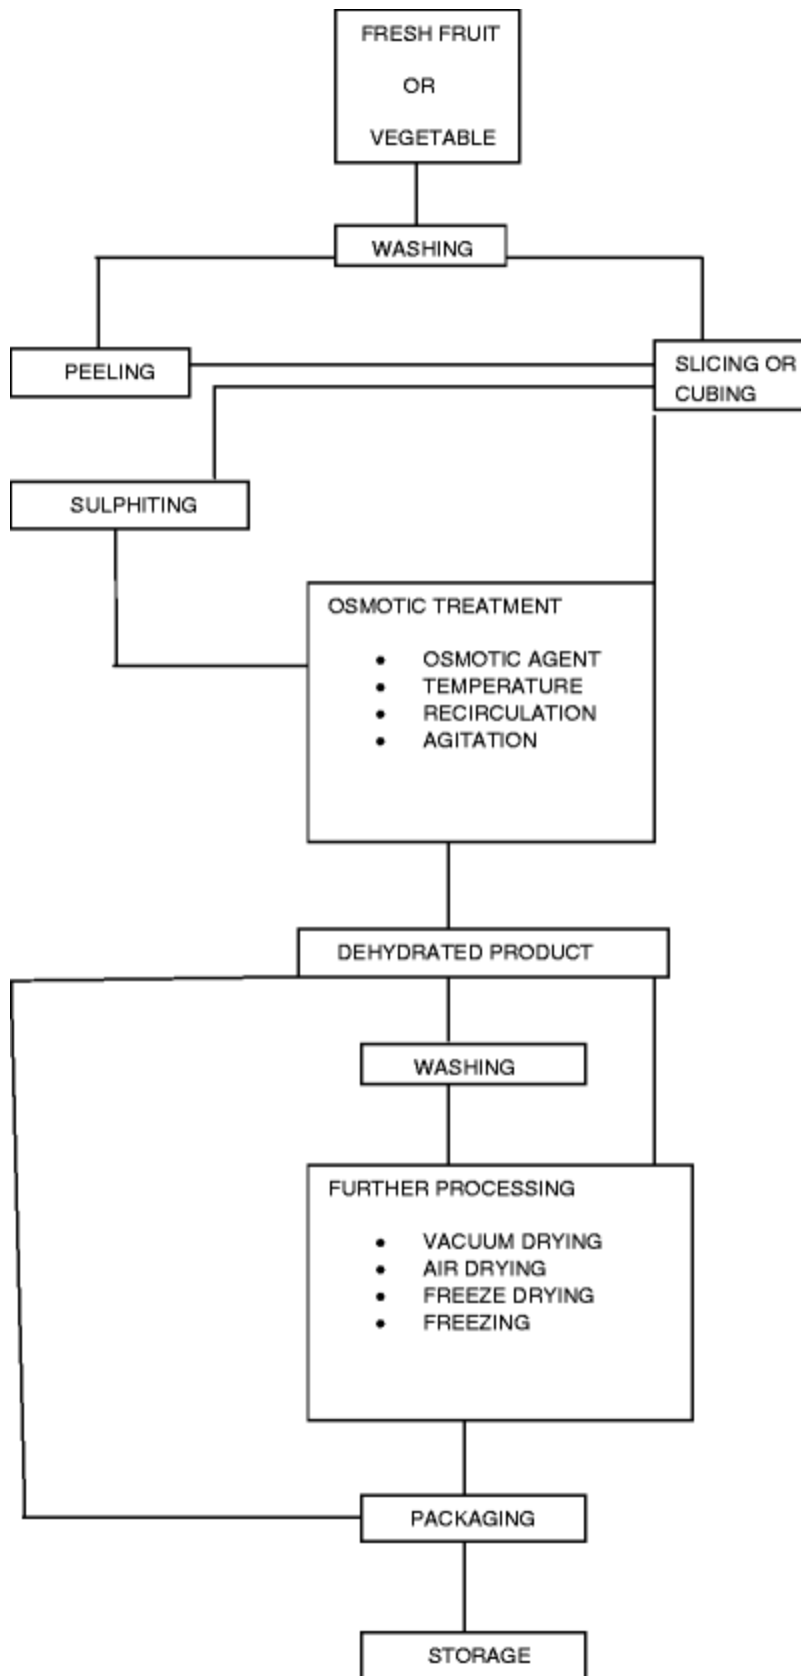 FRESH FRUIT
OR
VEGETABLE
WASHING
PEELING
SLICING OR
CUBING
SULPHITING
OSMOTIC TREATMENT
• OSMOTIC AGENT
• TEMPERATURE
• RECIRCULATION
• AGITATION
DEHYDRATED PRODUCT
WASHING
FURTHER PROCESSING
• VACUUM DRYING
• AIR DRYING
• FREEZE DRYING
• FREEZING
PACKAGING
STORAGE